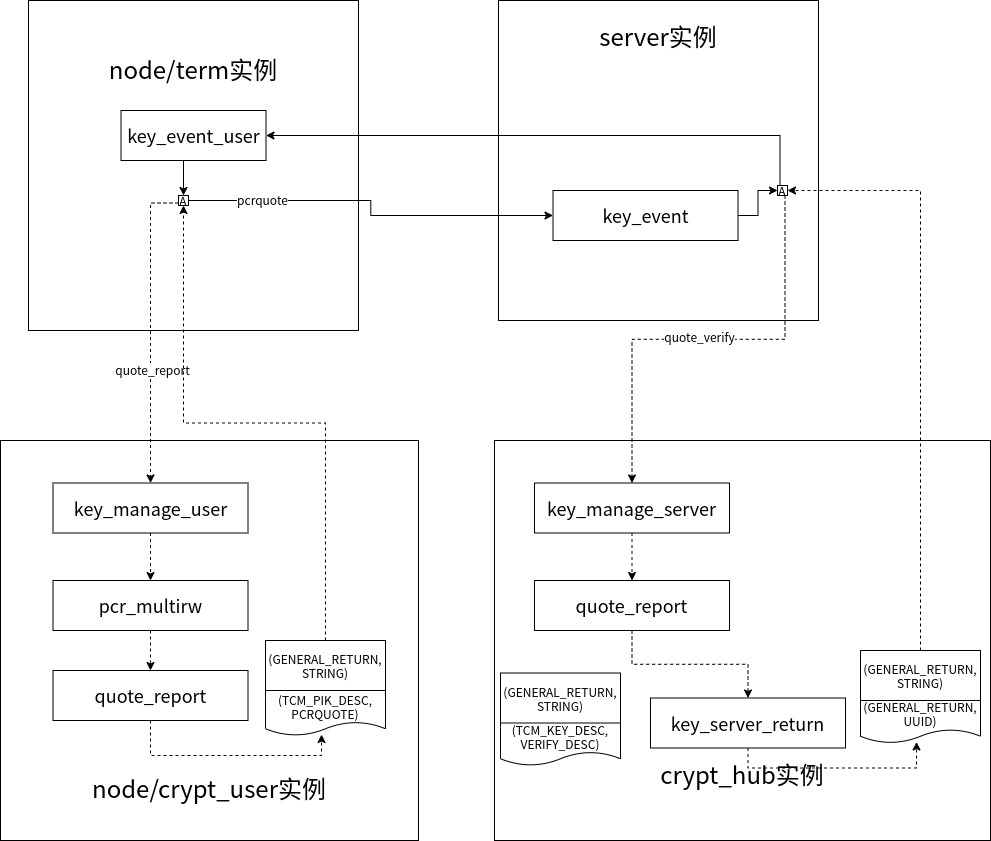 node/term实例
server实例
key_event_user
A
pcrquote
A
key_event
quote_verify
quote_report
key_manage_user
pcr_multirw
quote_report
(GENERAL_RETURN,
STRING)
(TCM_PIK_DESC,
PCRQUOTE)
node/crypt_user实例
key_manage_server
quote_report
(GENERAL_RETURN,
STRING)
(TCM_KEY_DESC,
VERIFY_DESC)
key_server_return
(GENERAL_RETURN,
STRING)
(GENERAL_RETURN,
UUID)
crypt_hub实例